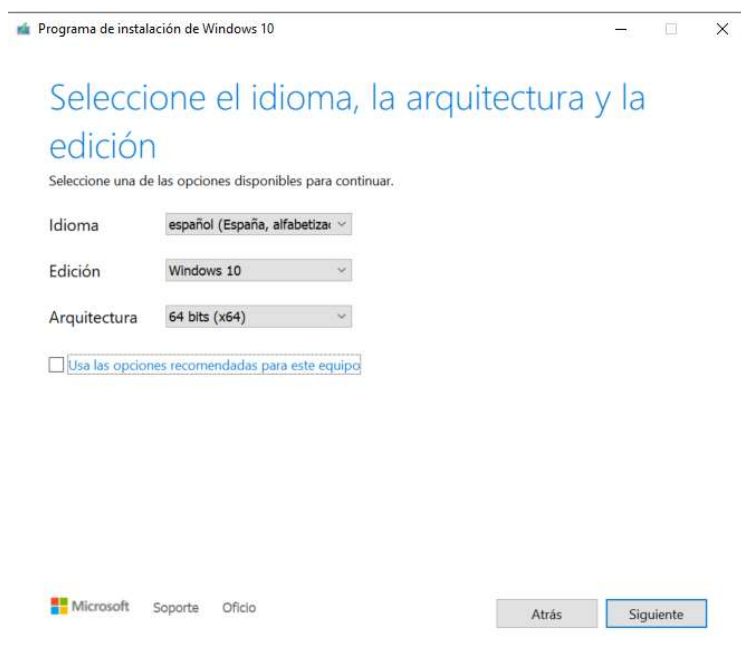 Programa de instalación de Windows 10
Seleccione el idioma, la arquitectura y la
edición
Seleccione una de las opciones disponibles para continuar.
Idioma español (España, alfabetizac
Edición Windows 10
Arquitectura 64 bits (x64)
Usa las opciones recomendadas para este equipo
Microsoft Soporte Oficio Atrás Siguiente